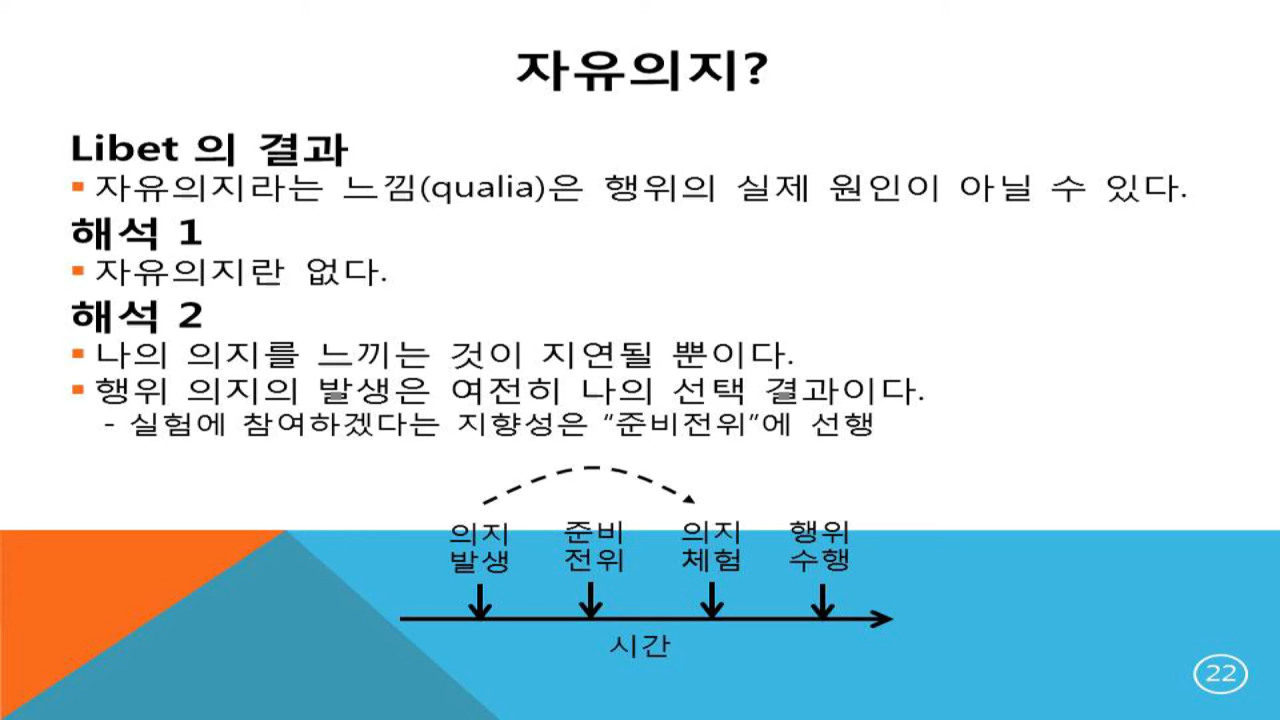 자유의지?
Libet 의 결과
▪ 자유의지라는 느낌(qualia)은 행위의 실제 원인이 아닐 수 있다.
해석 1
▪ 자유의지란 없다.
해석 2
▪ 나의 의지를 느끼는 것이 지연될 뿐이다.
▪ 행위 의지의 발생은 여전히 나의 선택 결과이다.
- 실험에 참여하겠다는 지향성은 “준비전위”에 선행
의지 준비 의지 행위
발생 전위 체험 수행
시간
22